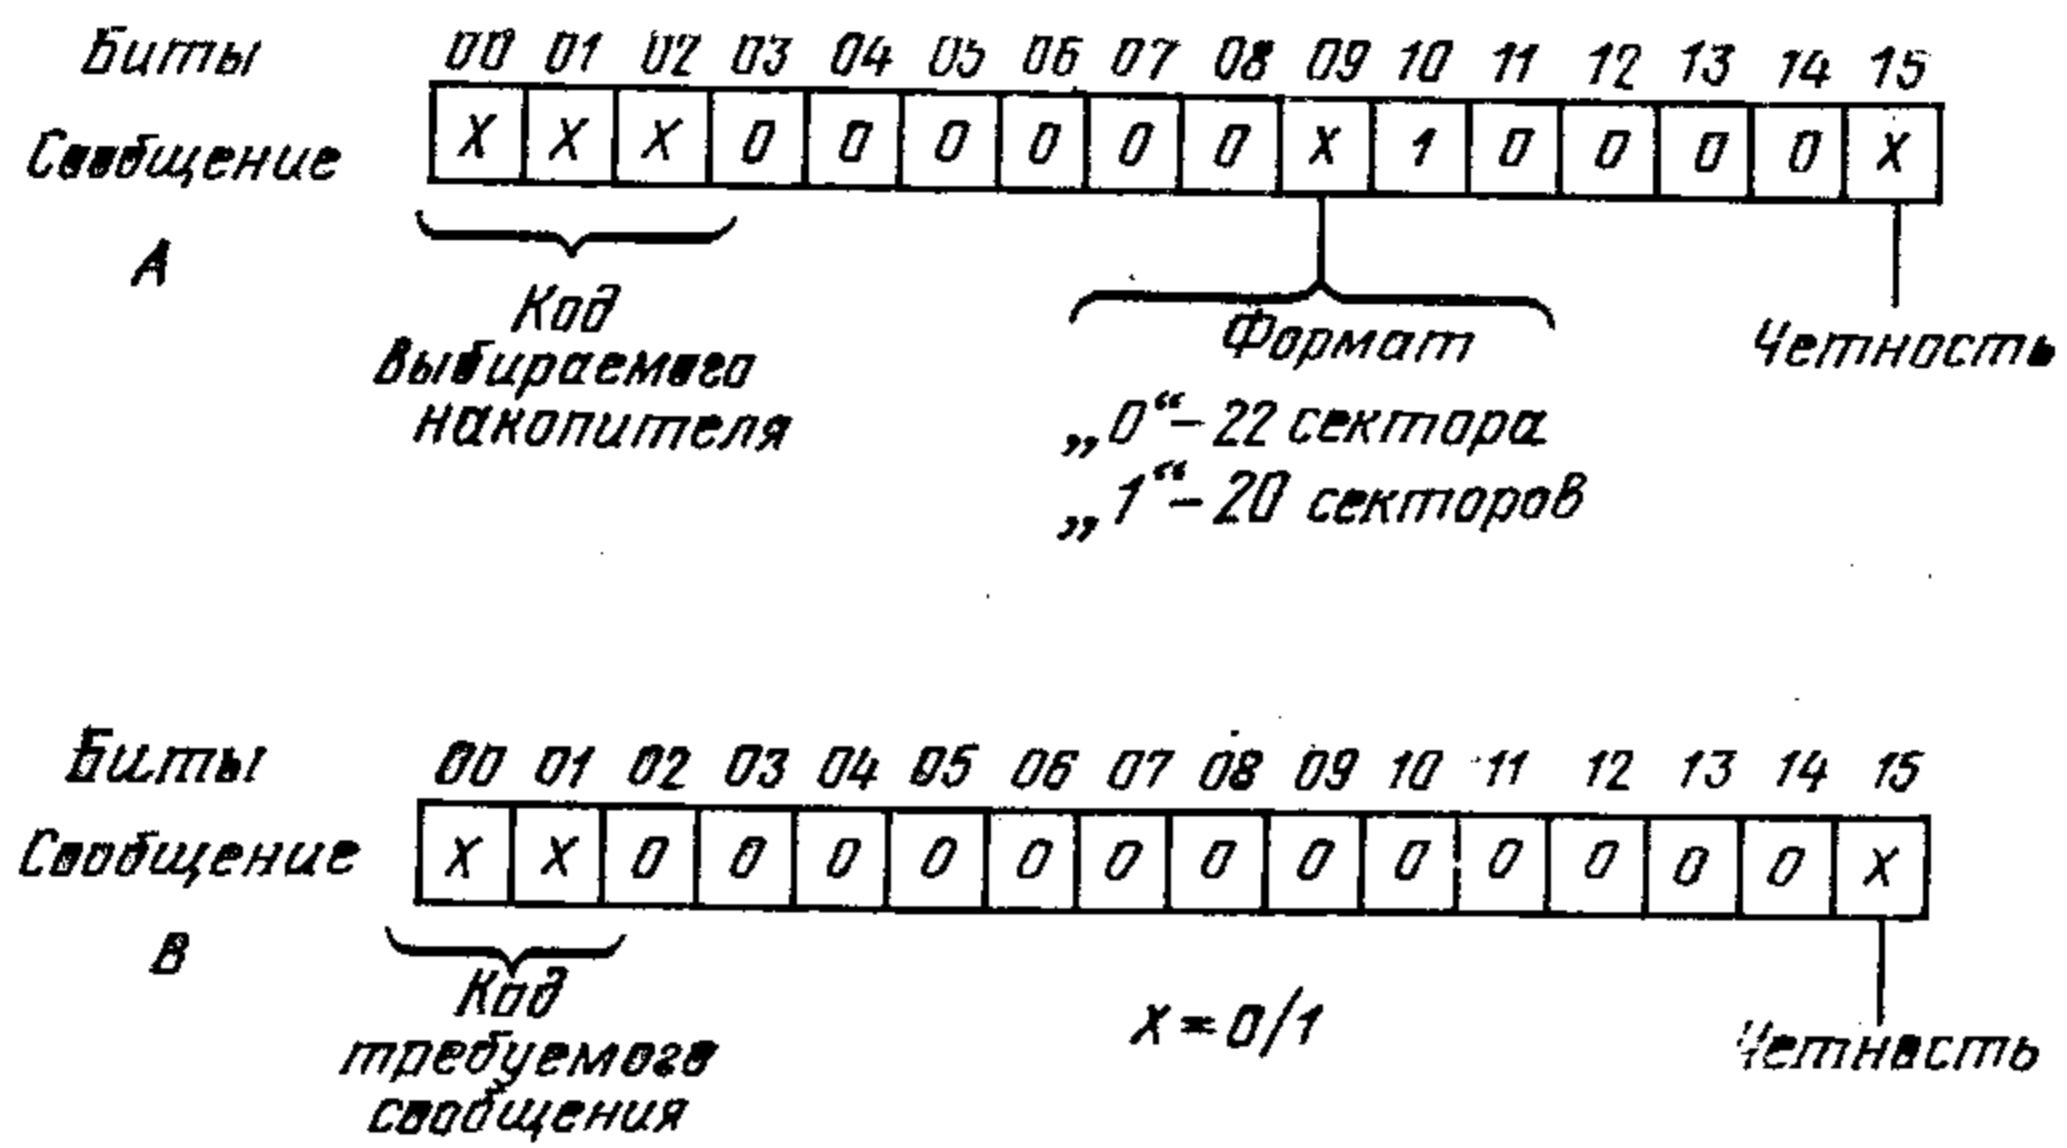 Биты 00 01 02 03 04 05 06 07 08 09 10 11 12 13 14 15
Сообщение X X X 0 0 0 0 0 0 X 1 0 0 0 0 X
А
Код
выбираемого
накопителя
Формат
„0“ – 22 сектора
„1“ – 20 секторов
Четность
Биты 00 01 02 03 04 05 06 07 08 09 10 11 12 13 14 15
Сообщение X X 0 0 0 0 0 0 0 0 0 0 0 0 0 X
В
Код
требуемого
сообщения
X = 0/1
Четность